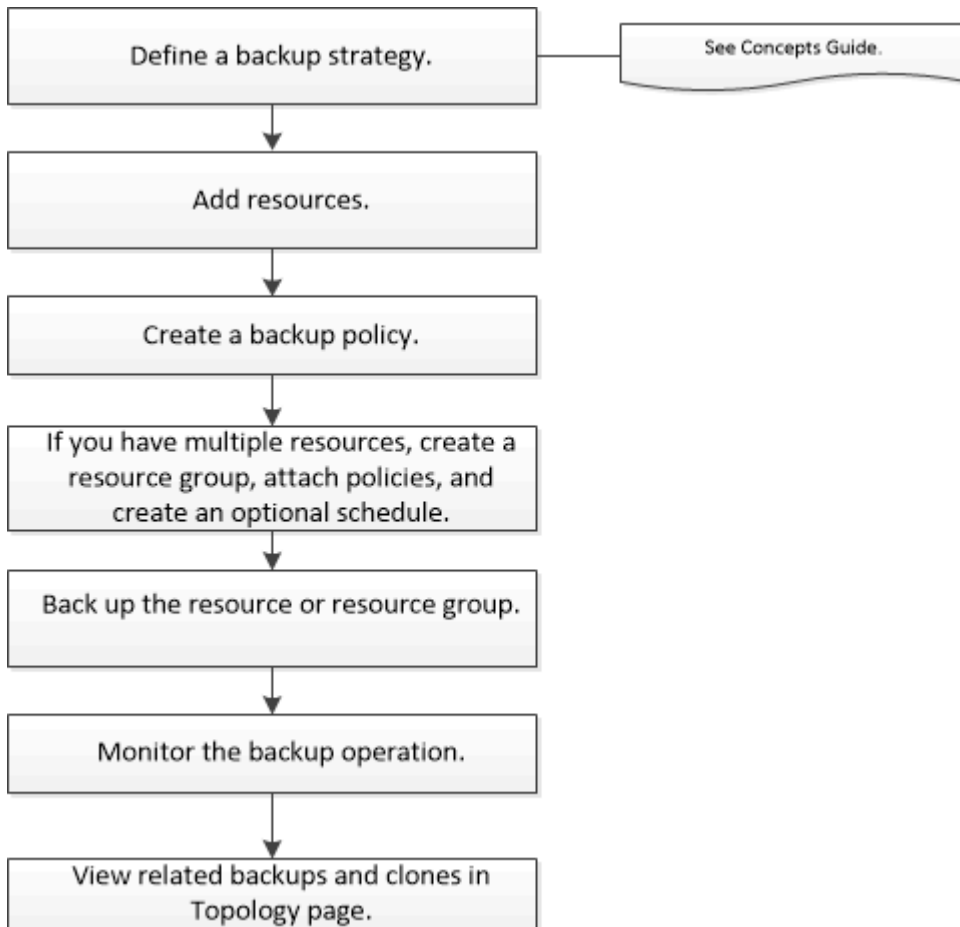 Define a backup strategy.
See Concepts Guide.
Add resources.
Create a backup policy.
If you have multiple resources, create a
resource group, attach policies, and
create an optional schedule.
Back up the resource or resource group.
Monitor the backup operation.
View related backups and clones in
Topology page.